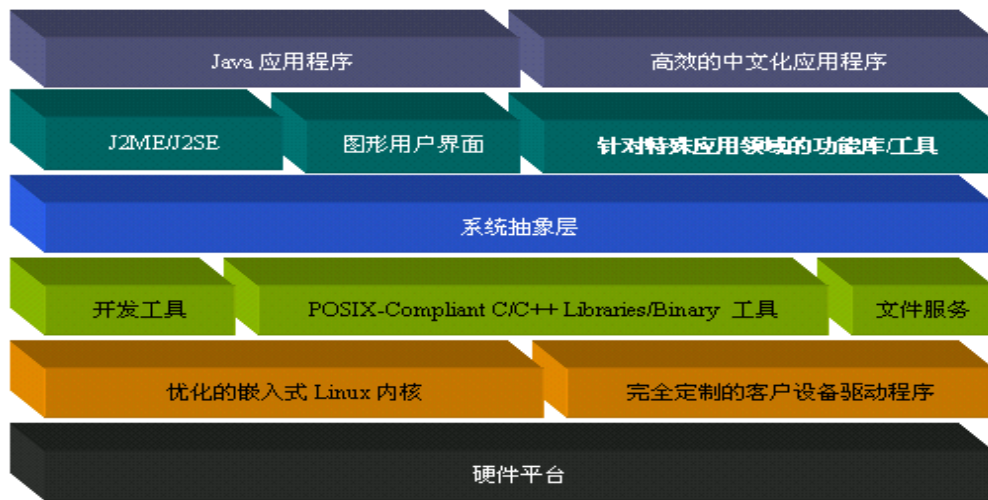 Java 应用程序
高效的中文化应用程序
J2ME/J2SE
图形用户界面
针对特殊应用领域的功能库/工具
系统抽象层
开发工具
POSIX-Compliant C/C++ Libraries/Binary 工具
文件服务
优化的嵌入式 Linux 内核
完全定制的客户设备驱动程序
硬件平台